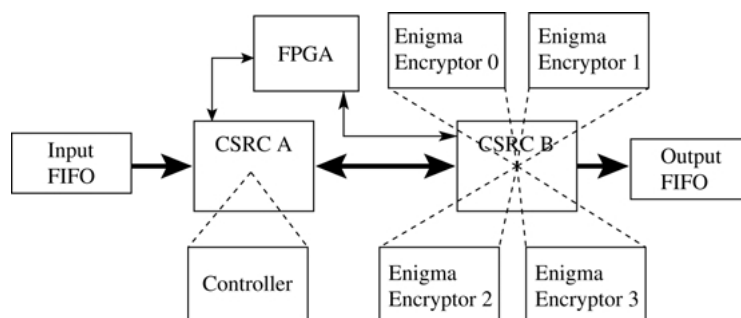 FPGA
Enigma
Encryptor 0
Enigma
Encryptor 1
Input
FIFO
CSRC A
CSRC B
Output
FIFO
Controller
Enigma
Encryptor 2
Enigma
Encryptor 3